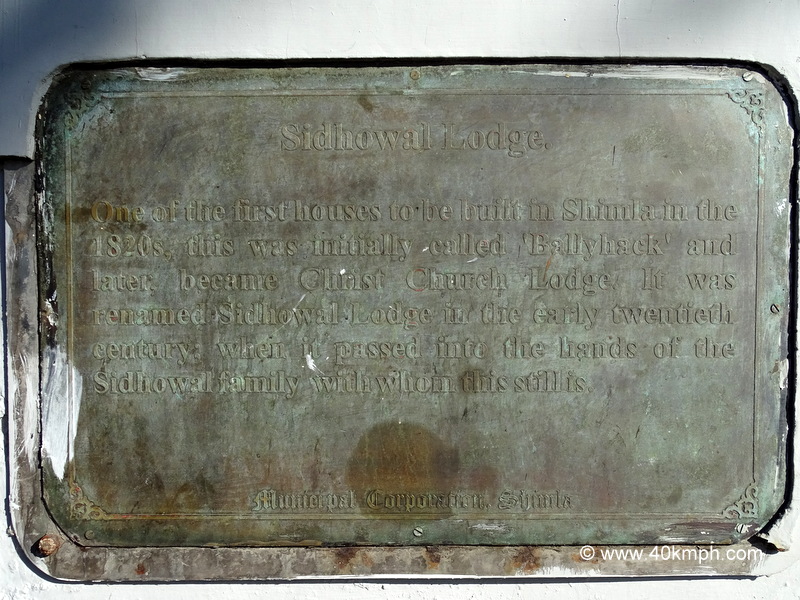 Sidhowal Lodge.
One of the first houses to be built in Shimla in the
1820s, this was initially called 'Ballyhack' and
later became Christ Church Lodge. It was
renamed Sidhowal Lodge in the early twentieth
century, when it passed into the hands of the
Sidhowal family with whom this still is.
Municipal Corporation, Shimla
© www.40kmph.com